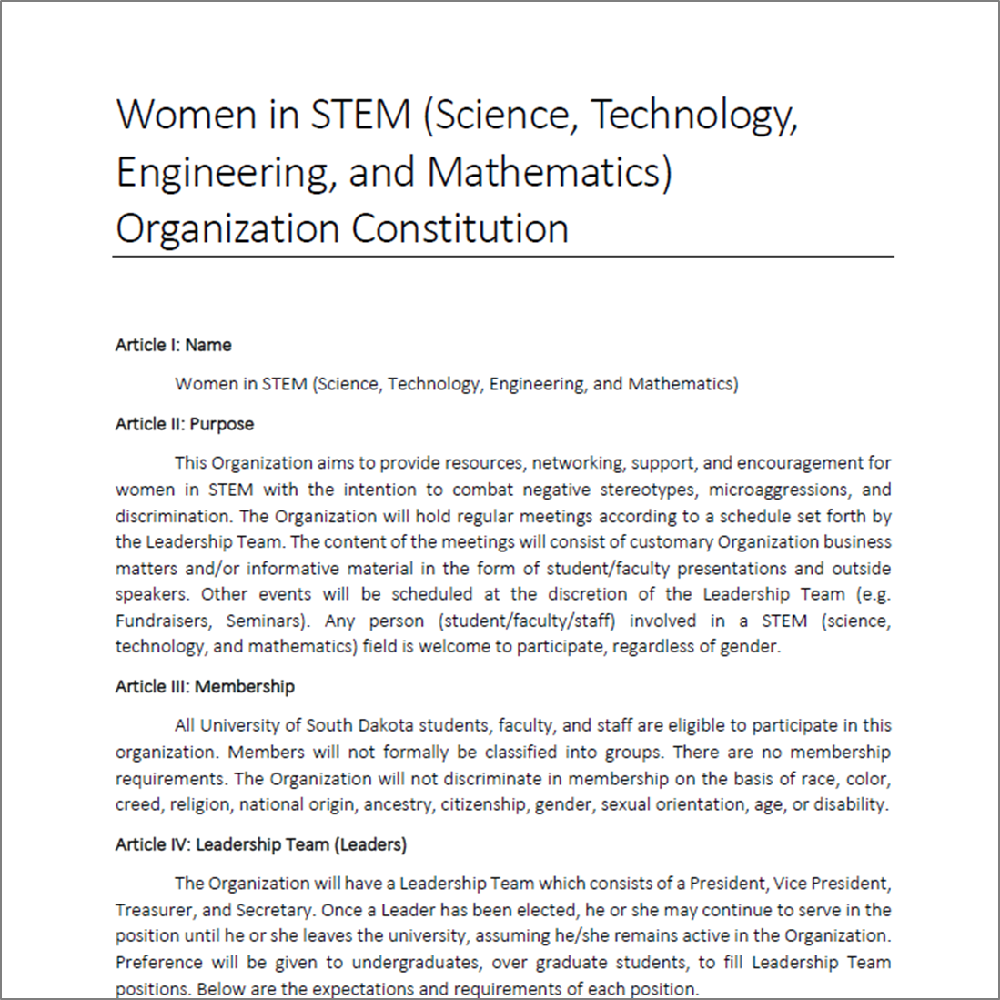 Women in STEM (Science, Technology,
Engineering, and Mathematics)
Organization Constitution
Article I: Name
Women in STEM (Science, Technology, Engineering, and Mathematics)
Article II: Purpose
This Organization aims to provide resources, networking, support, and encouragement for
women in STEM with the intention to combat negative stereotypes, microaggressions, and
discrimination. The Organization will hold regular meetings according to a schedule set forth by
the Leadership Team. The content of the meetings will consist of customary Organization business
matters and/or informative material in the form of student/faculty presentations and outside
speakers. Other events will be scheduled at the discretion of the Leadership Team (e.g.
Fundraisers, Seminars). Any person (student/faculty/staff) involved in a STEM (science,
technology, and mathematics) field is welcome to participate, regardless of gender.
Article III: Membership
All University of South Dakota students, faculty, and staff are eligible to participate in this
organization. Members will not formally be classified into groups. There are no membership
requirements. The Organization will not discriminate in membership on the basis of race, color,
creed, religion, national origin, ancestry, citizenship, gender, sexual orientation, age, or disability.
Article IV: Leadership Team (Leaders)
The Organization will have a Leadership Team which consists of a President, Vice President,
Treasurer, and Secretary. Once a Leader has been elected, he or she may continue to serve in the
position until he or she leaves the university, assuming he/she remains active in the Organization.
Preference will be given to undergraduates, over graduate students, to fill Leadership Team
positions. Below are the expectations and requirements of each position.